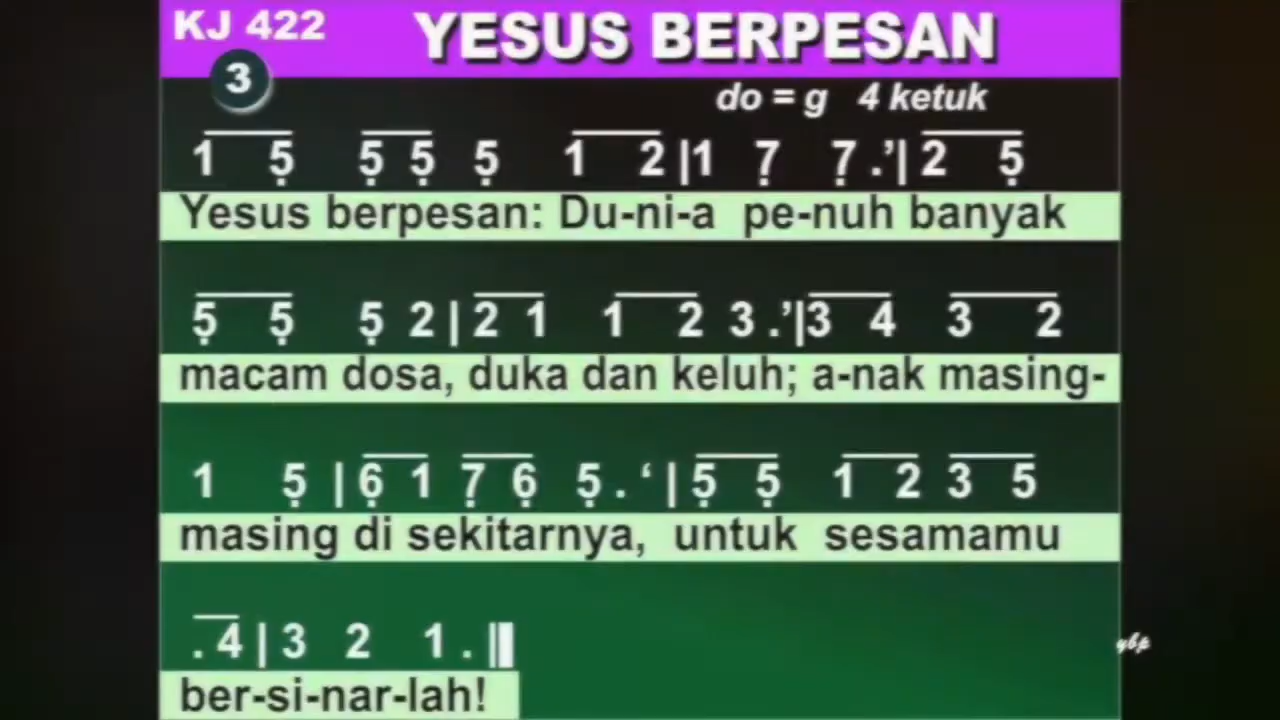 KJ 422 YESUS BERPESAN
3
do = g 4 ketuk
1 5̣ 5̣ 5̣ 5̣ 1 2 | 1 7̣ 7̣ .’ | 2 5̣
Yesus berpesan: Du-ni-a pe-nuh banyak
5̣ 5̣ 5̣ 2 | 2 1 1 2 3 .’ | 3 4 3 2
macam dosa, duka dan keluh; a-nak masing-
1 5̣ | 6̣ 1 7̣ 6̣ 5̣ . ‘ | 5̣ 5̣ 1 2 3 5
masing di sekitarnya, untuk sesamamu
. 4 | 3 2 1 . ||
ber-si-nar-lah!
ybp